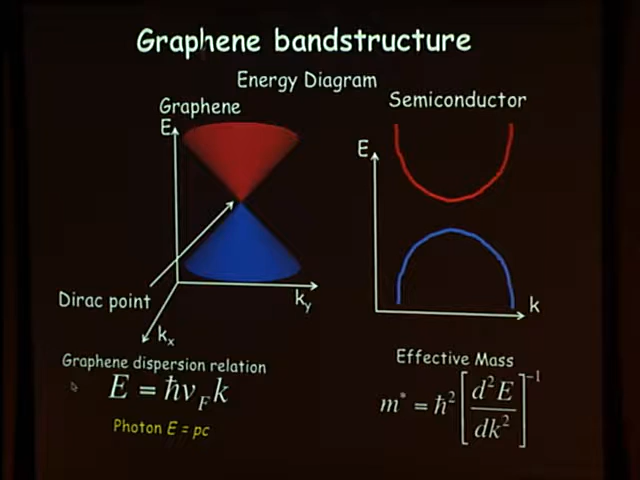 Graphene bandstructure
Energy Diagram
Graphene
Semiconductor
E
E
Dirac point
k_y
k
k_x
Graphene dispersion relation
E = ħv_F k
Photon E = pc
Effective Mass
m* = ħ² [d²E / dk²]⁻¹